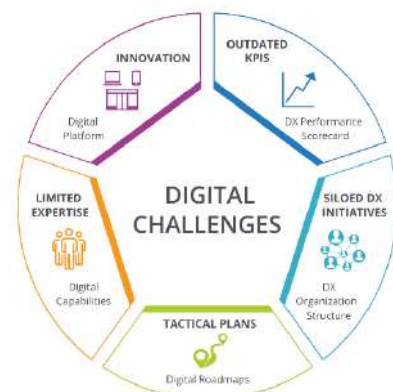 INNOVATION
Digital
Platform
OUTDATED
KPIS
DX Performance
Scorecard
LIMITED
EXPERTISE
Digital
Capabilities
DIGITAL
CHALLENGES
SILOED DX
INITIATIVES
DX
Organization
Structure
TACTICAL PLANS
Digital Roadmaps